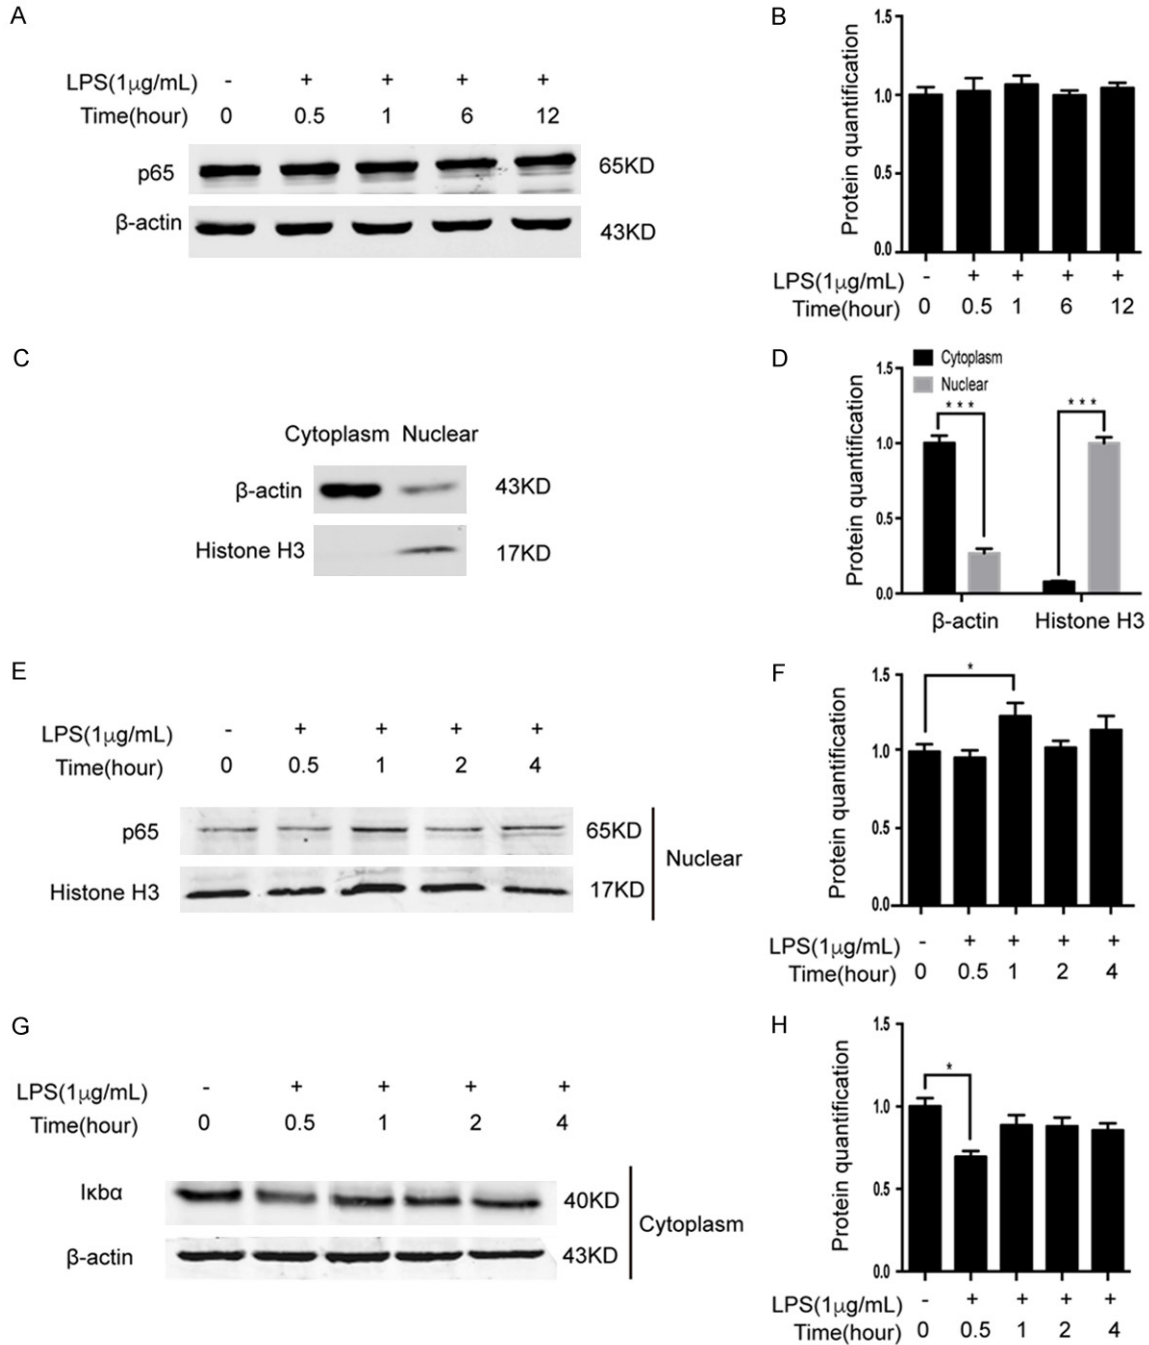 A
LPS(1μg/mL) - + + + +
Time(hour) 0 0.5 1 6 12
p65 65KD
β-actin 43KD
B
1.5
1.0
0.5
0.0
Protein quantification
LPS(1μg/mL) - + + + +
Time(hour) 0 0.5 1 6 12
C
Cytoplasm Nuclear
β-actin 43KD
Histone H3 17KD
D
Cytoplasm
Nuclear
1.5
1.0
0.5
0.0
Protein quantification
*** ***
β-actin Histone H3
E
LPS(1μg/mL) - + + + +
Time(hour) 0 0.5 1 2 4
p65 65KD
Histone H3 17KD
Nuclear
F
1.5
1.0
0.5
0.0
Protein quantification
*
LPS(1μg/mL) - + + + +
Time(hour) 0 0.5 1 2 4
G
LPS(1μg/mL) - + + + +
Time(hour) 0 0.5 1 2 4
Iκbα 40KD
β-actin 43KD
Cytoplasm
H
1.5
1.0
0.5
0.0
Protein quantification
*
LPS(1μg/mL) - + + + +
Time(hour) 0 0.5 1 2 4